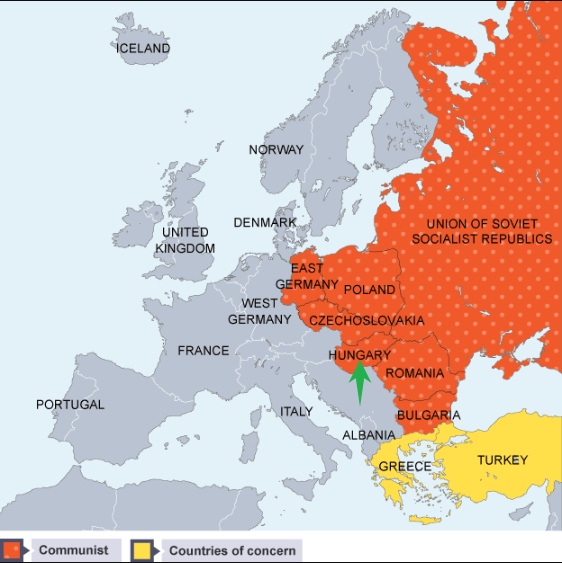 ICELAND
NORWAY
DENMARK
UNITED
KINGDOM
UNION OF SOVIET
SOCIALIST REPUBLICS
EAST
GERMANY
POLAND
WEST
GERMANY
CZECHOSLOVAKIA
FRANCE
HUNGARY
ROMANIA
PORTUGAL
ITALY
BULGARIA
ALBANIA
GREECE
TURKEY
Communist
Countries of concern